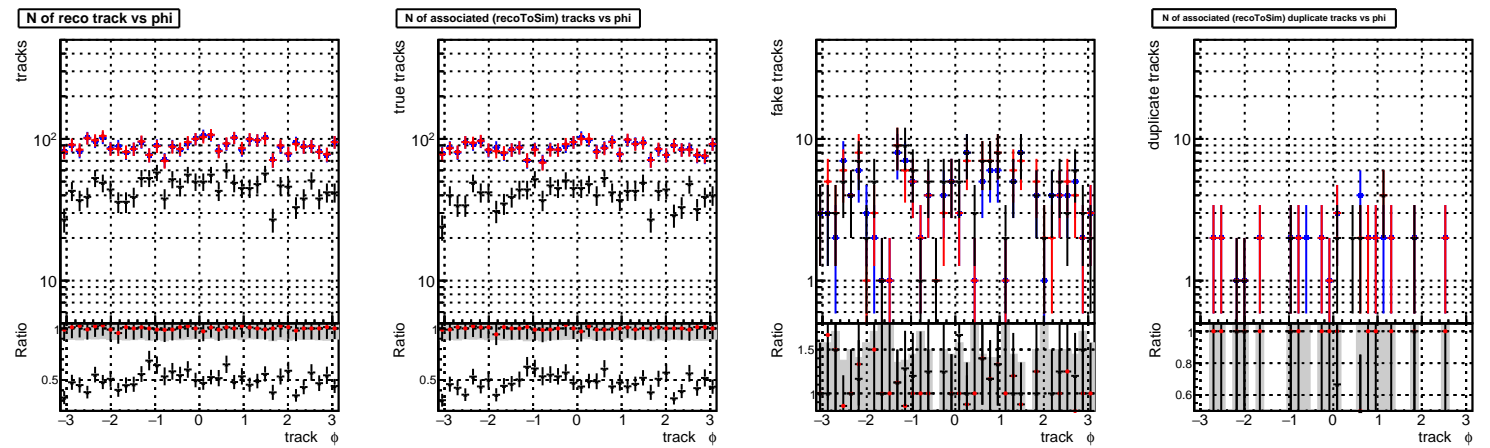 N of reco track vs phi
tracks
10²
10
Ratio
1
0.5
−3 −2 −1 0 1 2 3
track ϕ
N of associated (recoToSim) tracks vs phi
true tracks
10²
10
Ratio
1
0.5
−3 −2 −1 0 1 2 3
track ϕ
fake tracks
10
1
Ratio
1.5
1
−3 −2 −1 0 1 2 3
track ϕ
N of associated (recoToSim) duplicate tracks vs phi
duplicate tracks
10
1
Ratio
1
0.8
0.6
−3 −2 −1 0 1 2 3
track ϕ